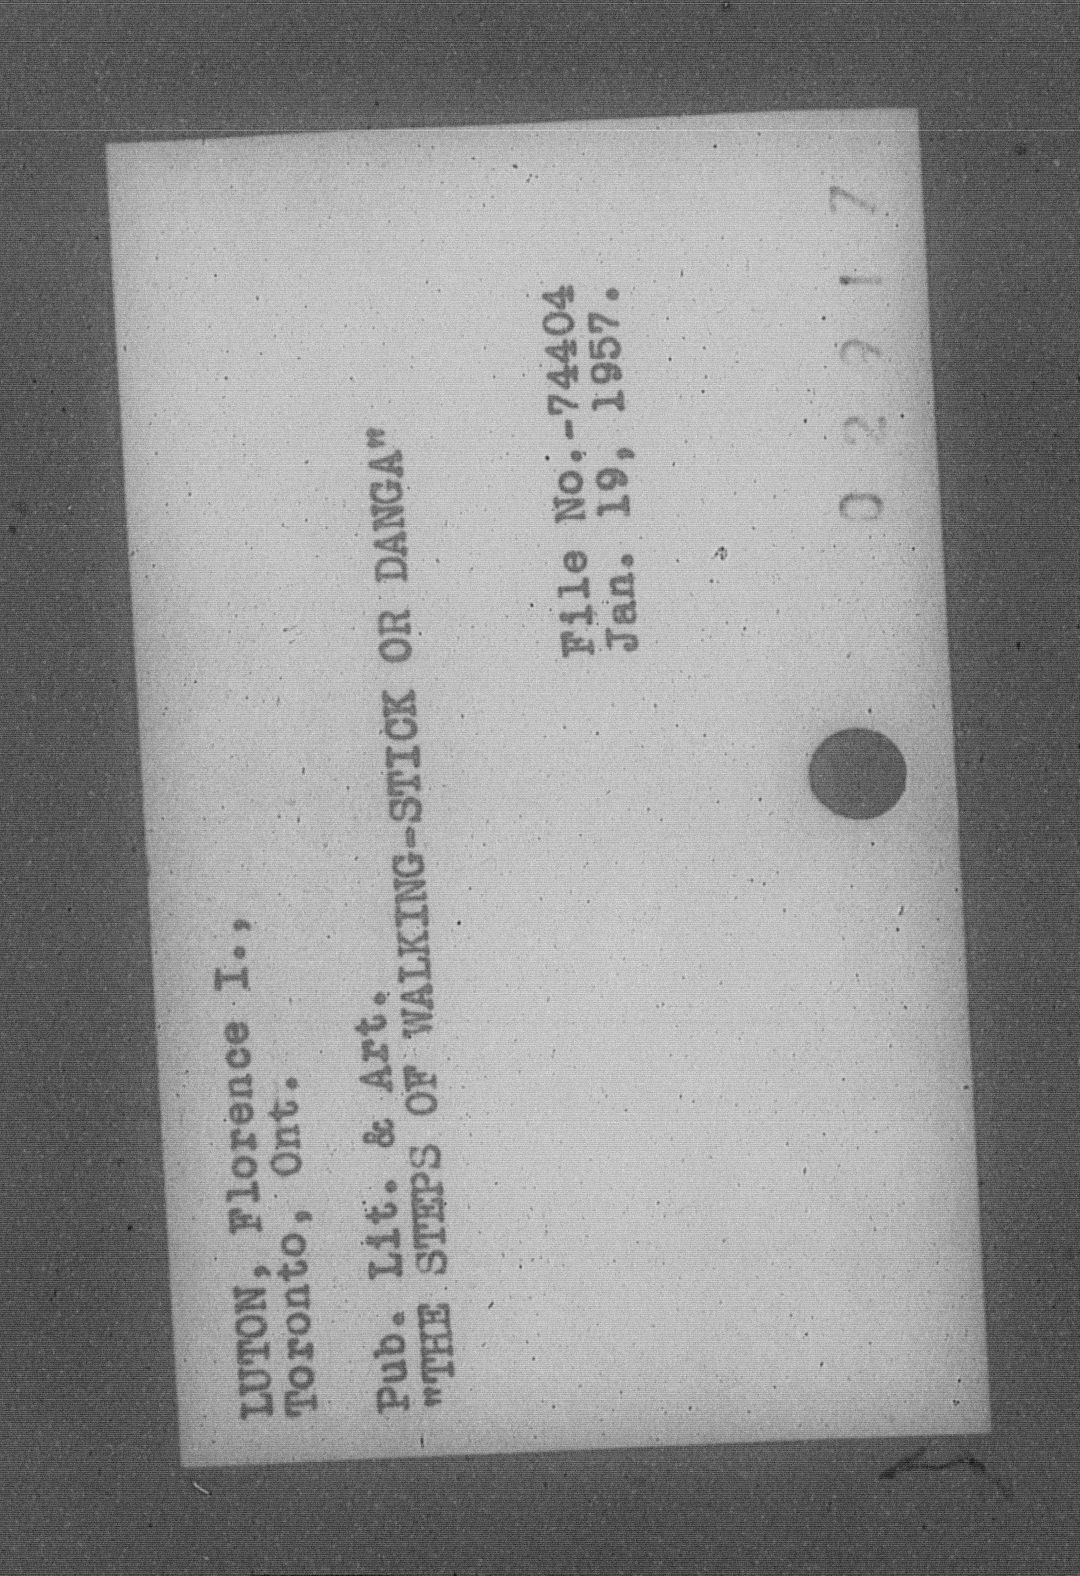 LUTON, Florence I.,
Toronto, Ont.
Pub. Lit. & Art.
"THE STEPS OF WALKING-STICK OR DANGA"
File No.-74404
Jan. 19, 1957.
02217